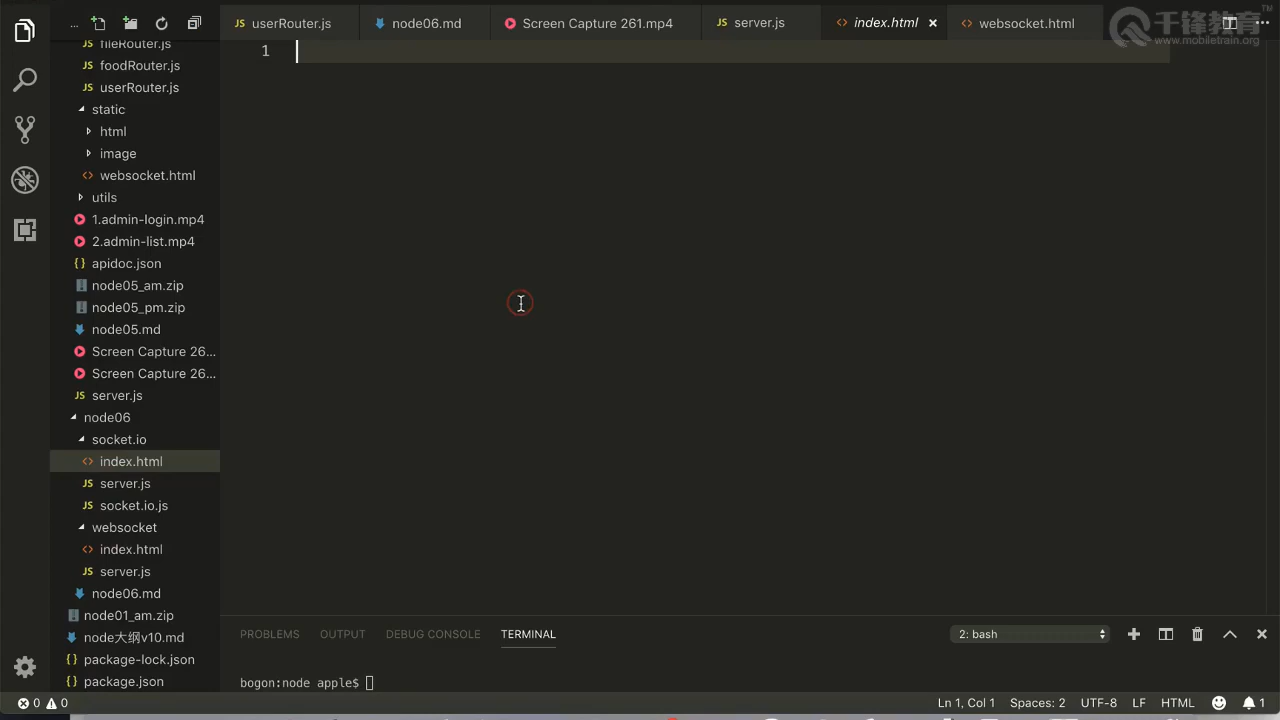 ...
userRouter.js
node06.md
Screen Capture 261.mp4
server.js
index.html
websocket.html
千锋教育
www.mobiletrain.org
TM
fileRouter.js
foodRouter.js
userRouter.js
static
html
image
websocket.html
utils
1.admin-login.mp4
2.admin-list.mp4
apidoc.json
node05_am.zip
node05_pm.zip
node05.md
Screen Capture 26...
Screen Capture 26...
JS server.js
node06
socket.io
index.html
JS server.js
JS socket.io.js
websocket
index.html
JS server.js
node06.md
node01_am.zip
node大纲v10.md
package-lock.json
package.json
1
PROBLEMS
OUTPUT
DEBUG CONSOLE
TERMINAL
2: bash
bogon:node apple$
0
0
Ln 1, Col 1
Spaces: 2
UTF-8
LF
HTML
1